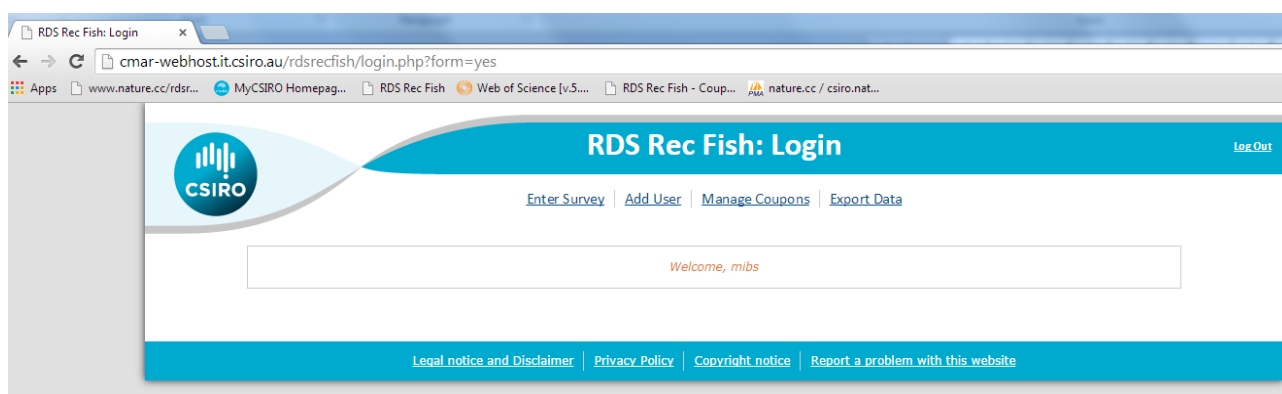 RDS Rec Fish: Login
cmar-webhost.it.csiro.au/rdsrecfish/login.php?form=yes
Apps www.nature.cc/rdsr... MyCSIRO Homepag... RDS Rec Fish Web of Science [v.5.... RDS Rec Fish - Coup... PMA nature.cc / csiro.nat...
CSIRO
RDS Rec Fish: Login
Log Out
Enter Survey Add User Manage Coupons Export Data
Welcome, mibs
Legal notice and Disclaimer Privacy Policy Copyright notice Report a problem with this website